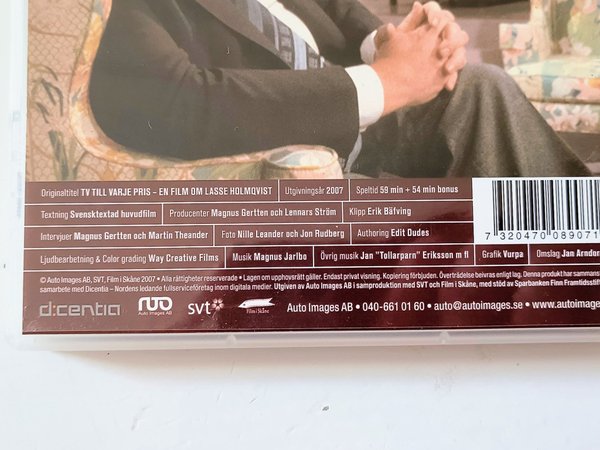 Originaltitel TV TILL VARJE PRIS – EN FILM OM LASSE HOLMQVIST Utgivningsår 2007 Speltid 59 min + 54 min bonus
Textning Svensktextad huvudfilm Producenter Magnus Gertten och Lennars Ström Klipp Erik Bäfving
Intervjuer Magnus Gertten och Martin Theander Foto Nille Leander och Jon Rudberg Authoring Edit Dudes
Ljudbearbetning & Color grading Way Creative Films Musik Magnus Jarlbo Övrig musik Jan "Tollarparn" Eriksson m fl Grafik Vurpa Omslag Jan Arndor
7 320470 089071
© Auto Images AB, SVT, Film i Skåne 2007 • Alla rättigheter reserverade • Lagen om upphovsrätt gäller. Endast privat visning. Kopiering förbjuden. Överträdelse beivras enligt lag. Denna produkt har samman
samarbete med Dicentia – Nordens ledande fullserviceföretag inom digitala medier. Utgiven av Auto Images AB i samproduktion med SVT och Film i Skåne, med stöd av Sparbanken Finn Framtidsstif
d:centia Auto Images AB svt Film i Skåne Auto Images AB • 040-661 01 60 • auto@autoimages.se • www.autoima